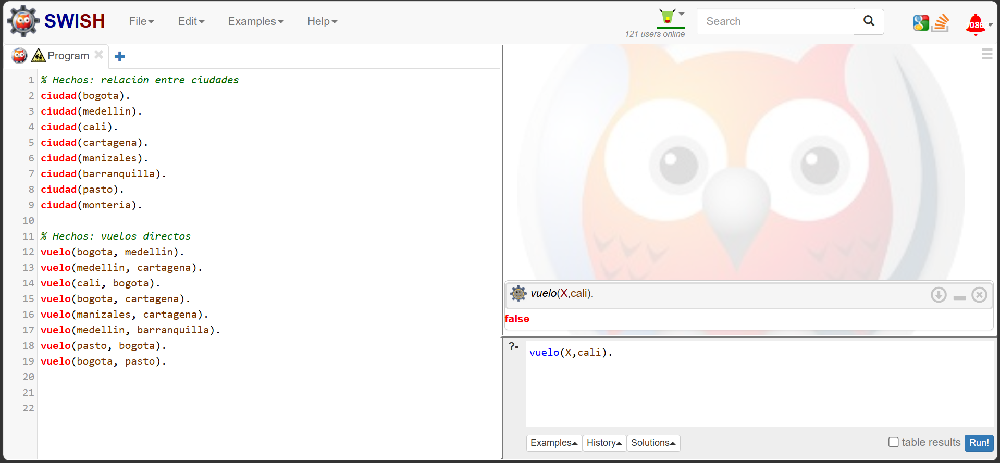 SWISH File Edit Examples Help
121 users online
Search
086
Program
1 % Hechos: relación entre ciudades
2 ciudad(bogota).
3 ciudad(medellin).
4 ciudad(cali).
5 ciudad(cartagena).
6 ciudad(manizales).
7 ciudad(barranquilla).
8 ciudad(pasto).
9 ciudad(monteria).
10
11 % Hechos: vuelos directos
12 vuelo(bogota, medellin).
13 vuelo(medellin, cartagena).
14 vuelo(cali, bogota).
15 vuelo(bogota, cartagena).
16 vuelo(manizales, cartagena).
17 vuelo(medellin, barranquilla).
18 vuelo(pasto, bogota).
19 vuelo(bogota, pasto).
20
21
22
vuelo(X,cali).
false
?- vuelo(X,cali).
Examples History Solutions
table results Run!